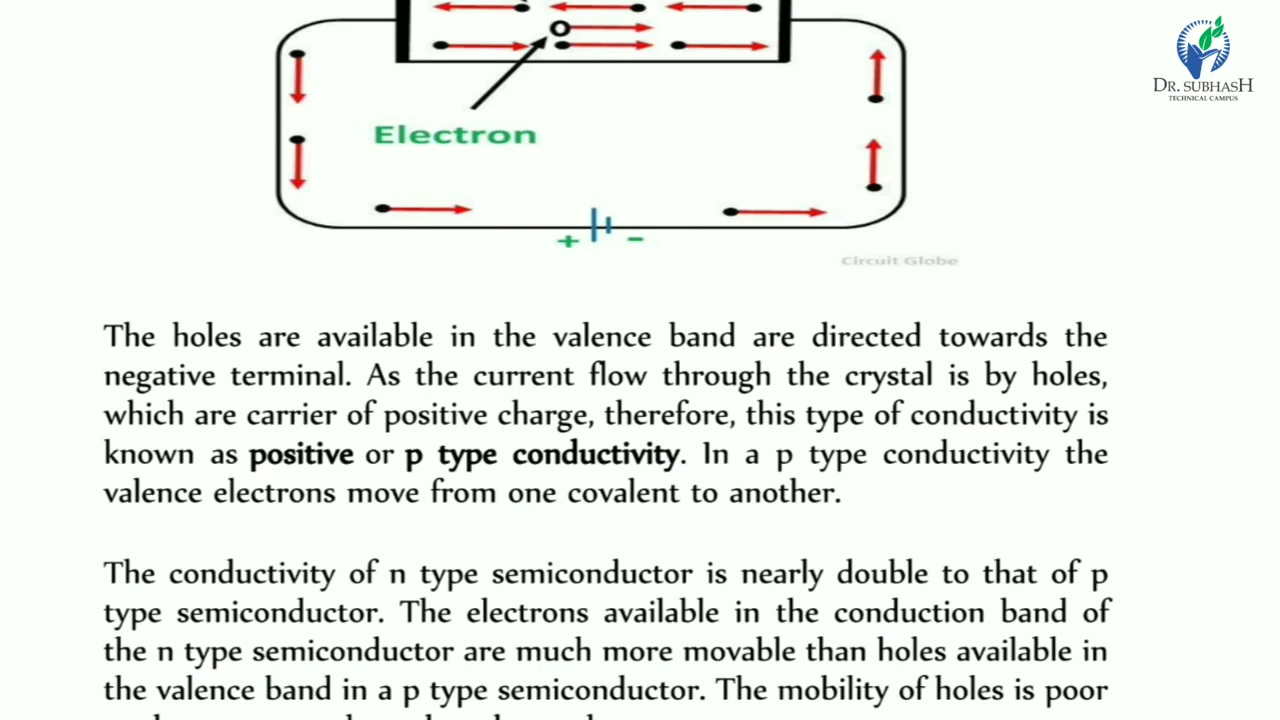 DR. SUBHASH
TECHNICAL CAMPUS
Electron
+ −
Circuit Globe
The holes are available in the valence band are directed towards the
negative terminal. As the current flow through the crystal is by holes,
which are carrier of positive charge, therefore, this type of conductivity is
known as positive or p type conductivity. In a p type conductivity the
valence electrons move from one covalent to another.
The conductivity of n type semiconductor is nearly double to that of p
type semiconductor. The electrons available in the conduction band of
the n type semiconductor are much more movable than holes available in
the valence band in a p type semiconductor. The mobility of holes is poor